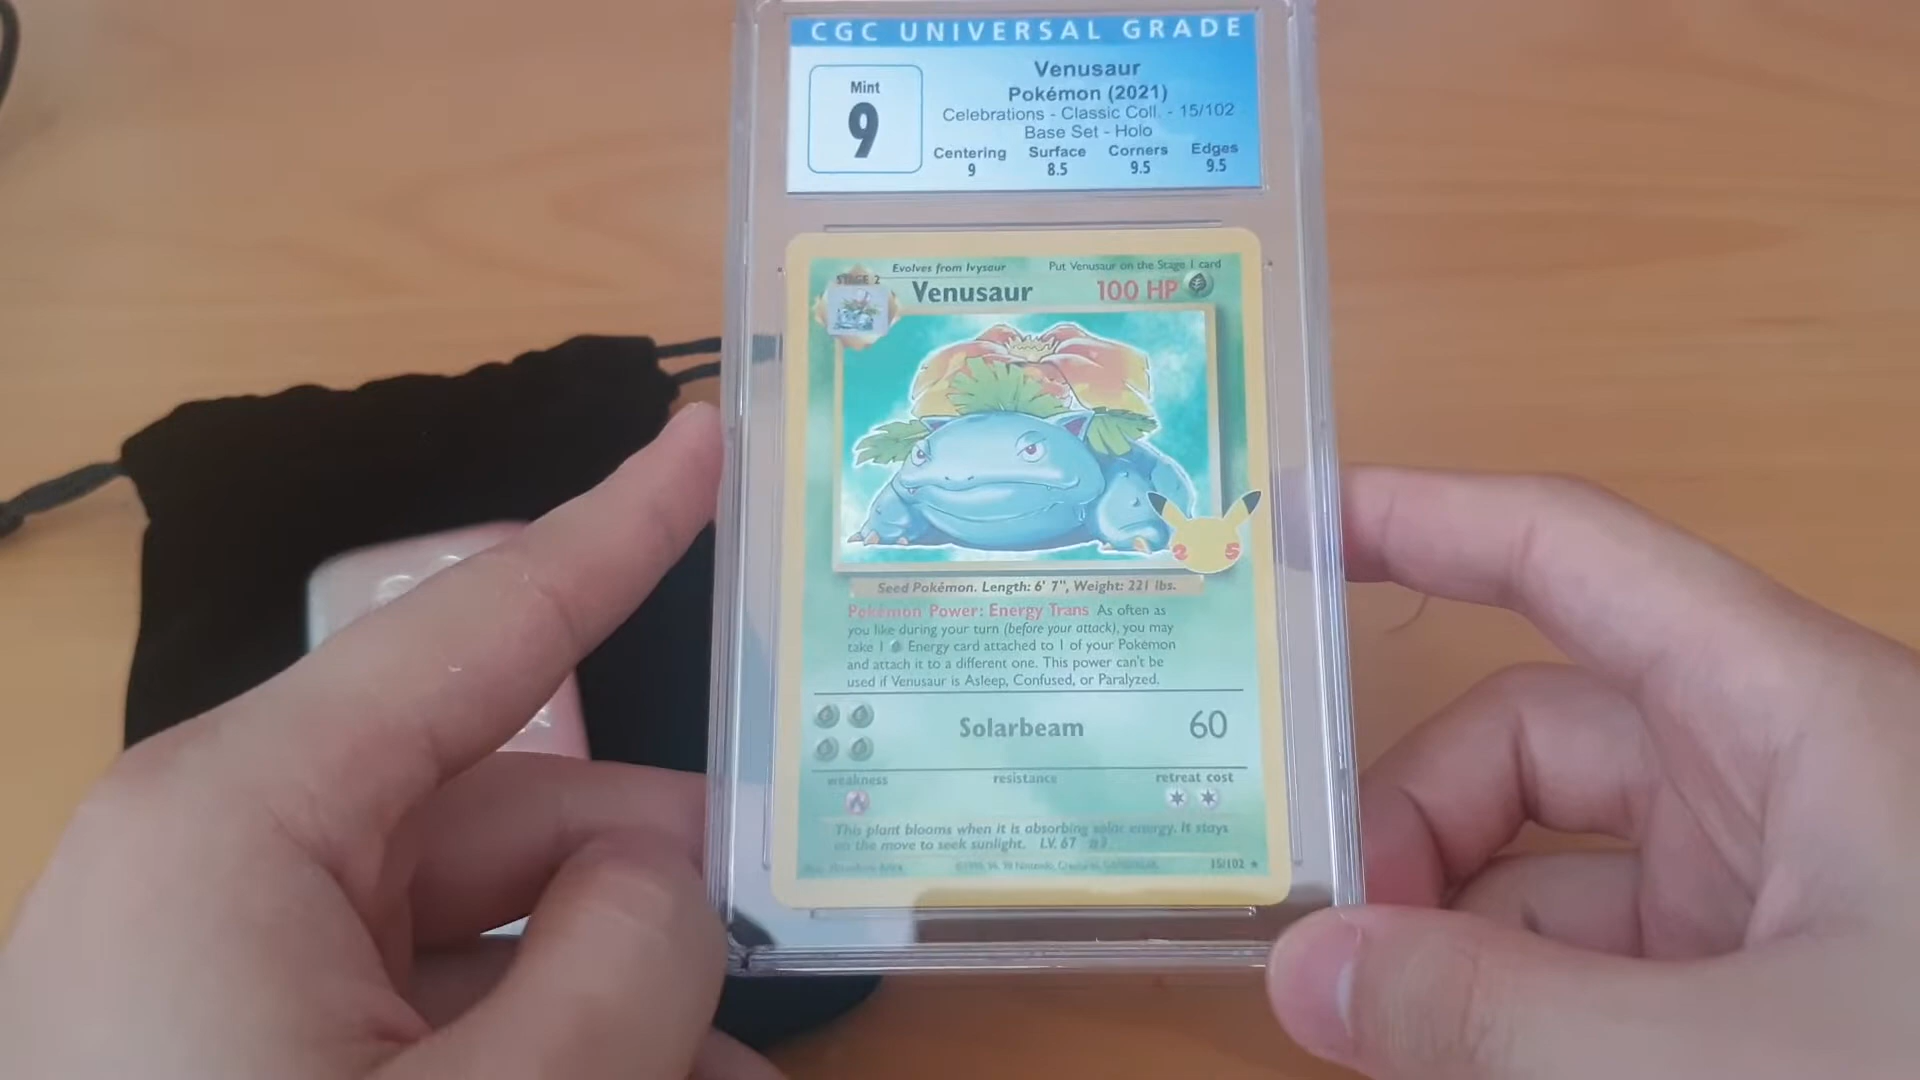 CGC UNIVERSAL GRADE
Mint
9
Venusaur
Pokémon (2021)
Celebrations - Classic Coll. - 15/102
Base Set - Holo
Centering Surface Corners Edges
9 8.5 9.5 9.5
STAGE 2
Evolves from Ivysaur Put Venusaur on the Stage 1 card
Venusaur 100 HP
25
Seed Pokémon. Length: 6' 7", Weight: 221 lbs.
Pokémon Power: Energy Trans As often as
you like during your turn (before your attack), you may
take 1 Energy card attached to 1 of your Pokémon
and attach it to a different one. This power can't be
used if Venusaur is Asleep, Confused, or Paralyzed.
Solarbeam 60
weakness resistance retreat cost
This plant blooms when it is absorbing solar energy. It stays
on the move to seek sunlight. LV. 67
15/102